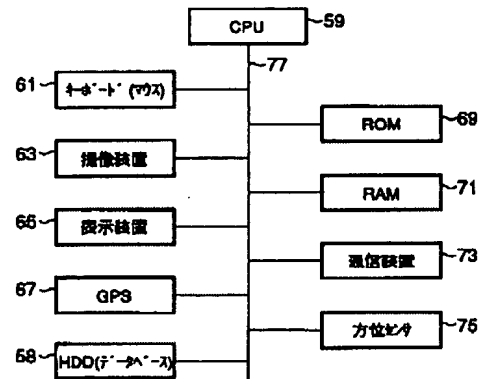 CPU
59
77
61
ｷｰﾎﾞｰﾄﾞ(ﾏｳｽ)
ROM
69
63
撮像装置
RAM
71
65
表示装置
通信装置
73
67
GPS
方位ｾﾝｻ
75
68
HDD(ﾃﾞｰﾀﾍﾞｰｽ)